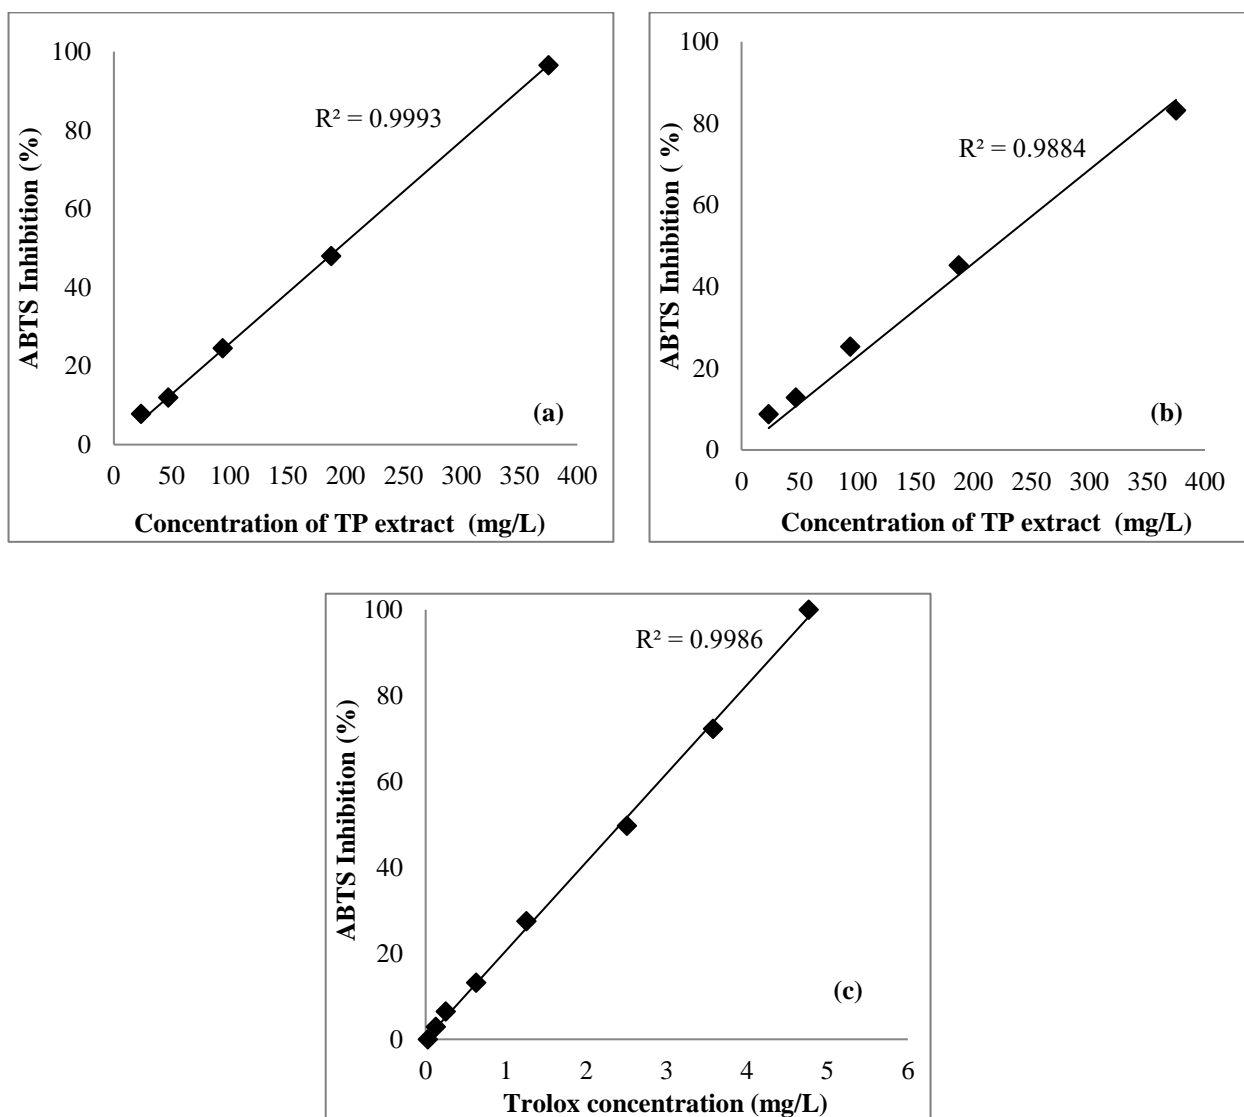 100
80
60
40
20
0
ABTS Inhibition (%)
R² = 0.9993
(a)
0 50 100 150 200 250 300 350 400
Concentration of TP extract (mg/L)
100
80
60
40
20
0
ABTS Inhibition ( %)
R² = 0.9884
(b)
0 50 100 150 200 250 300 350 400
Concentration of TP extract (mg/L)
100
80
60
40
20
0
ABTS Inhibition (%)
R² = 0.9986
(c)
0 1 2 3 4 5 6
Trolox concentration (mg/L)